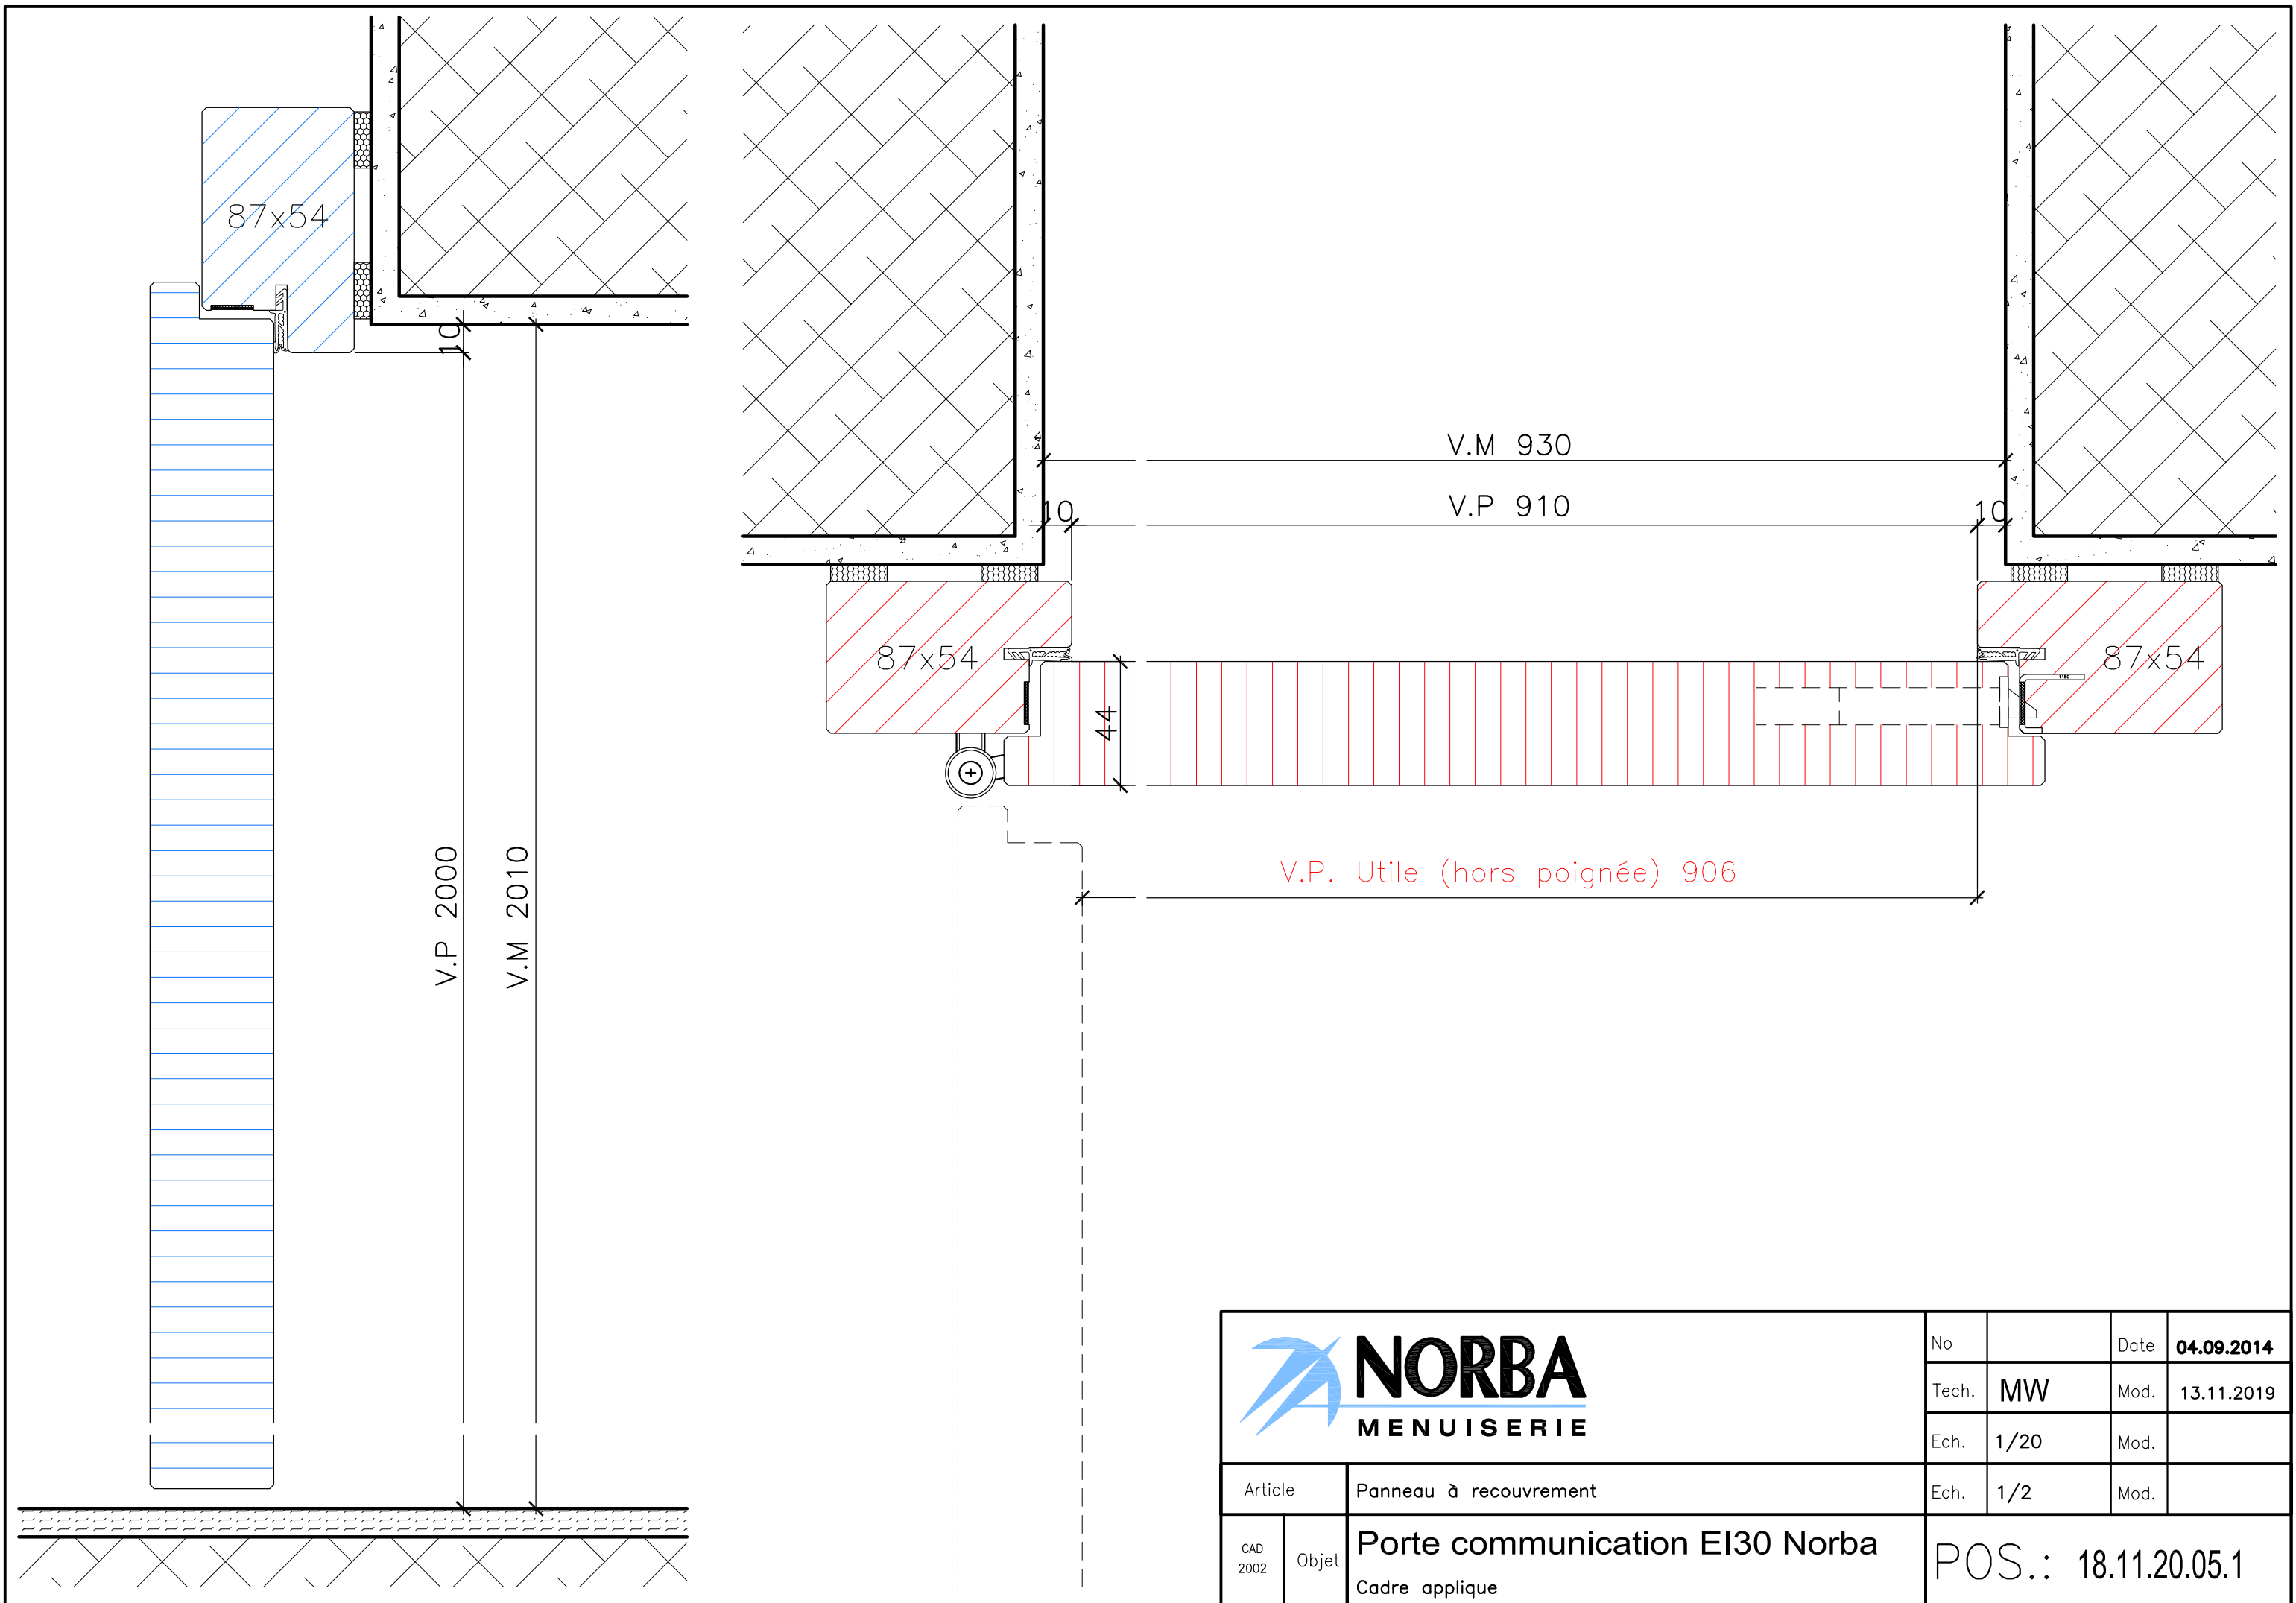 87x54
10
V.P 2000
V.M 2010
V.M 930
V.P 910
10
10
87x54
87x54
1150
44
V.P. Utile (hors poignée) 906
NORBA
MENUISERIE
No
Date 04.09.2014
Tech. MW
Mod. 13.11.2019
Ech. 1/20
Mod.
Article
Panneau à recouvrement
Ech. 1/2
Mod.
CAD
2002
Objet
Porte communication EI30 Norba
Cadre applique
POS.: 18.11.20.05.1